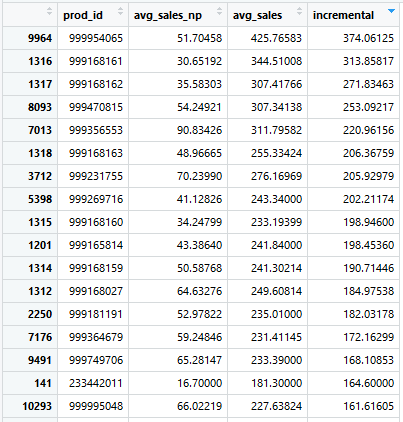 prod_id avg_sales_np avg_sales incremental
9964 999954065 51.70458 425.76583 374.06125
1316 999168161 30.65192 344.51008 313.85817
1317 999168162 35.58303 307.41766 271.83463
8093 999470815 54.24921 307.34138 253.09217
7013 999356553 90.83426 311.79582 220.96156
1318 999168163 48.96665 255.33424 206.36759
3712 999231755 70.23990 276.16969 205.92979
5398 999269716 41.12826 243.34000 202.21174
1315 999168160 34.24799 233.19399 198.94600
1201 999165814 43.38640 241.84000 198.45360
1314 999168159 50.58768 241.30214 190.71446
1312 999168027 64.63276 249.60814 184.97538
2250 999181191 52.97822 235.01000 182.03178
7176 999364679 59.24846 231.41145 172.16299
9491 999749706 65.28147 233.39000 168.10853
141 233442011 16.70000 181.30000 164.60000
10293 999995048 66.02219 227.63824 161.61605